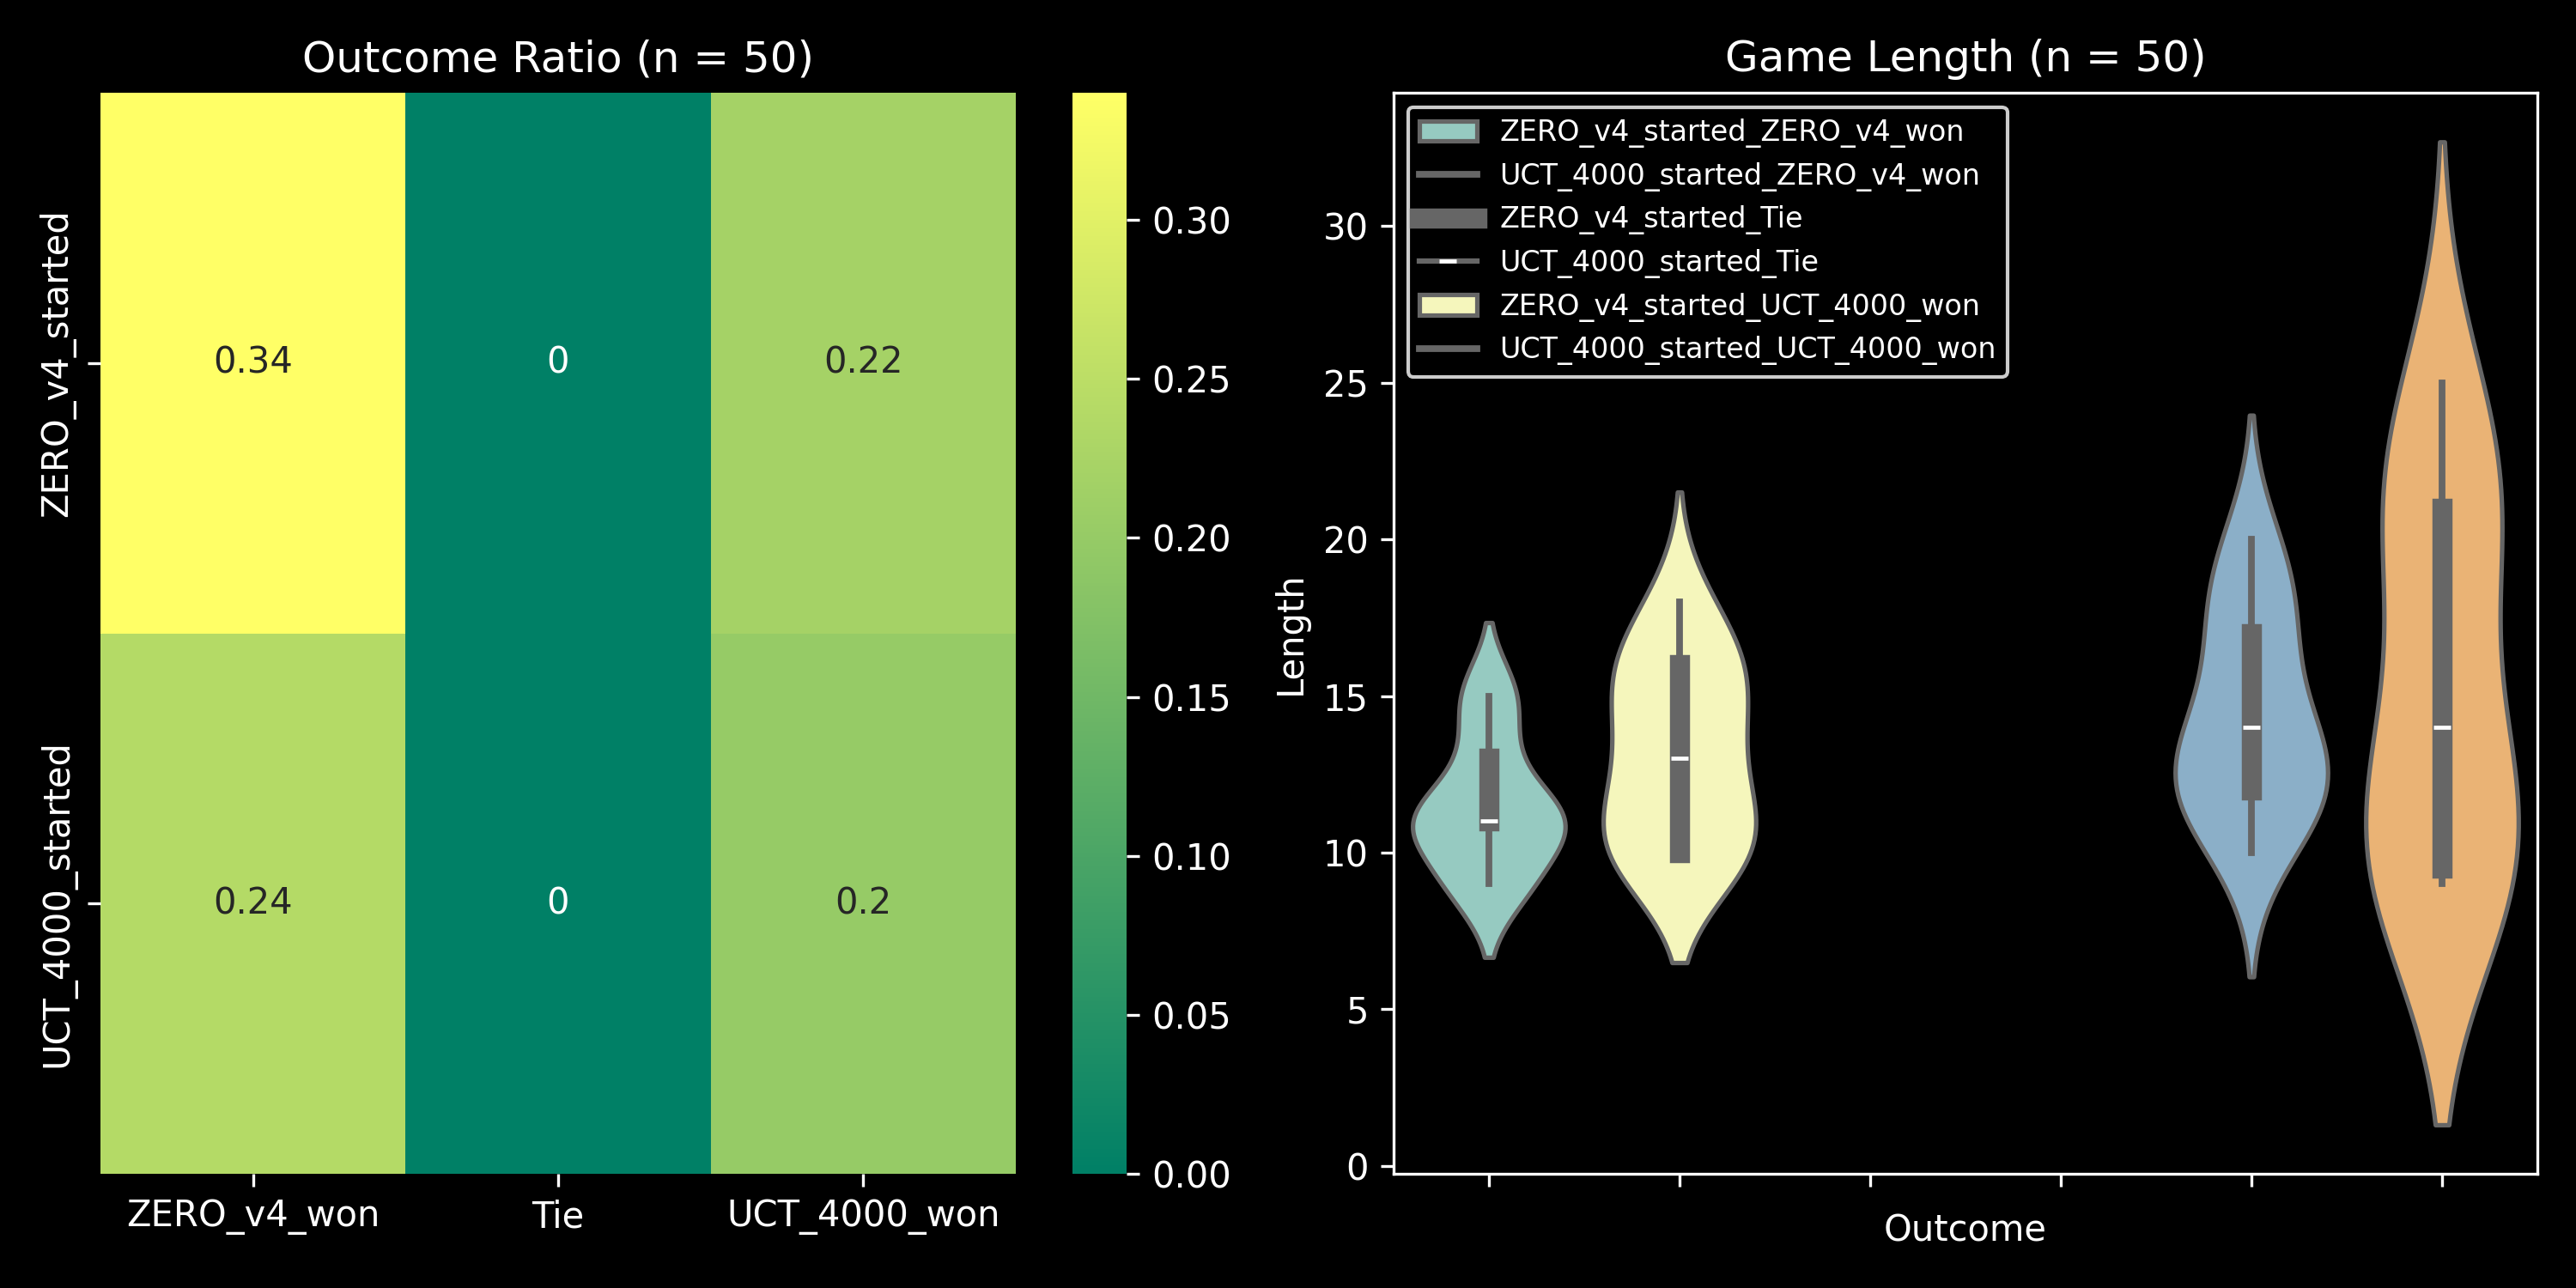 Outcome Ratio (n = 50)
ZERO_v4_started
UCT_4000_started
0.34
0
0.22
0.24
0
0.2
ZERO_v4_won
Tie
UCT_4000_won
0.30
0.25
0.20
0.15
0.10
0.05
0.00
Game Length (n = 50)
ZERO_v4_started_ZERO_v4_won
UCT_4000_started_ZERO_v4_won
ZERO_v4_started_Tie
UCT_4000_started_Tie
ZERO_v4_started_UCT_4000_won
UCT_4000_started_UCT_4000_won
Length
30
25
20
15
10
5
0
Outcome